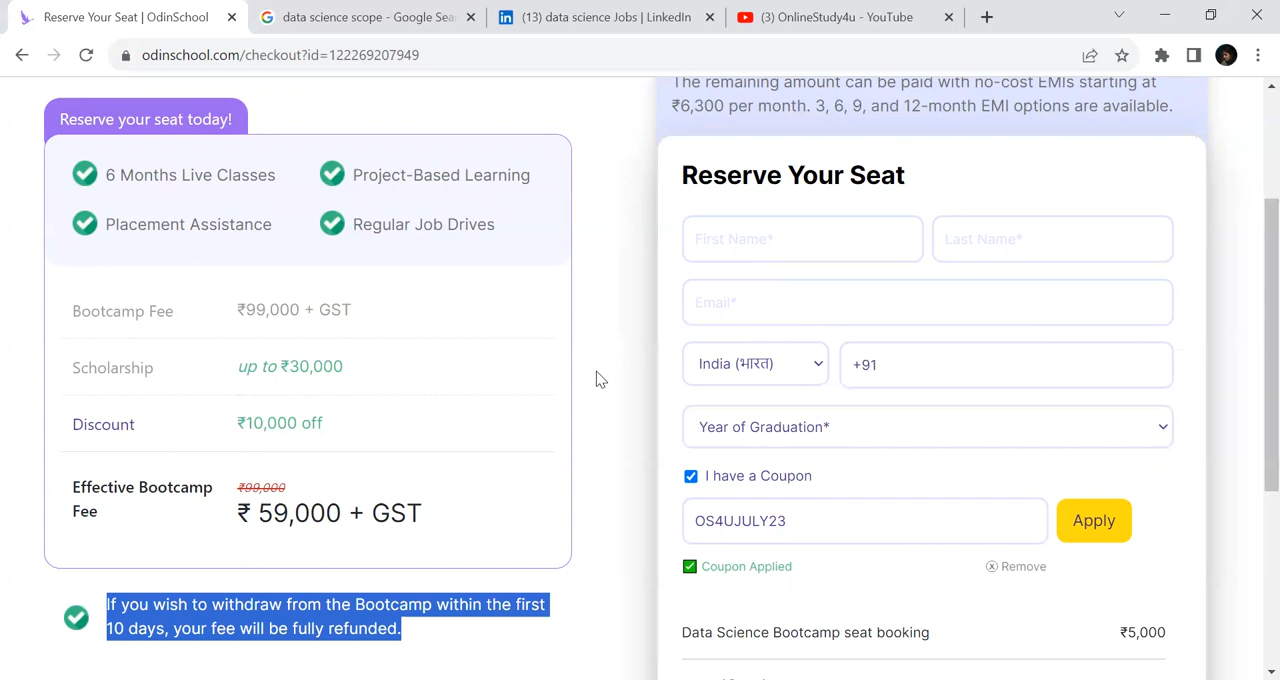 Reserve Your Seat | OdinSchool
data science scope - Google Sea
(13) data science Jobs | LinkedIn
(3) OnlineStudy4u - YouTube
odinschool.com/checkout?id=122269207949
Reserve your seat today!
6 Months Live Classes
Project-Based Learning
Placement Assistance
Regular Job Drives
Bootcamp Fee
₹99,000 + GST
Scholarship
up to ₹30,000
Discount
₹10,000 off
Effective Bootcamp
Fee
₹99,000
₹ 59,000 + GST
If you wish to withdraw from the Bootcamp within the first
10 days, your fee will be fully refunded.
The remaining amount can be paid with no-cost EMIs starting at
₹6,300 per month. 3, 6, 9, and 12-month EMI options are available.
Reserve Your Seat
First Name*
Last Name*
Email*
India (भारत)
+91
Year of Graduation*
I have a Coupon
OS4UJULY23
Apply
Coupon Applied
Remove
Data Science Bootcamp seat booking
₹5,000